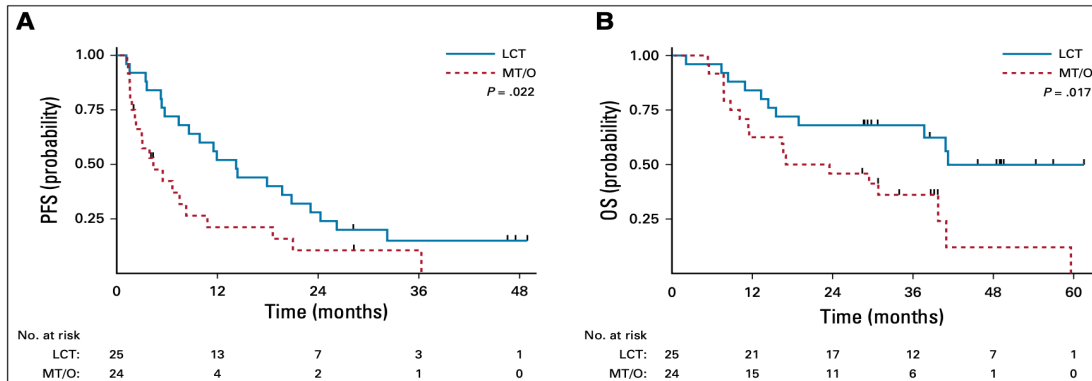 A
1.00
0.75
0.50
0.25
PFS (probability)
LCT
MT/O
P = .022
0 12 24 36 48
Time (months)
No. at risk
LCT: 25 13 7 3 1
MT/O: 24 4 2 1 0
B
1.00
0.75
0.50
0.25
OS (probability)
LCT
MT/O
P = .017
0 12 24 36 48 60
Time (months)
No. at risk
LCT: 25 21 17 12 7 1
MT/O: 24 15 11 6 1 0